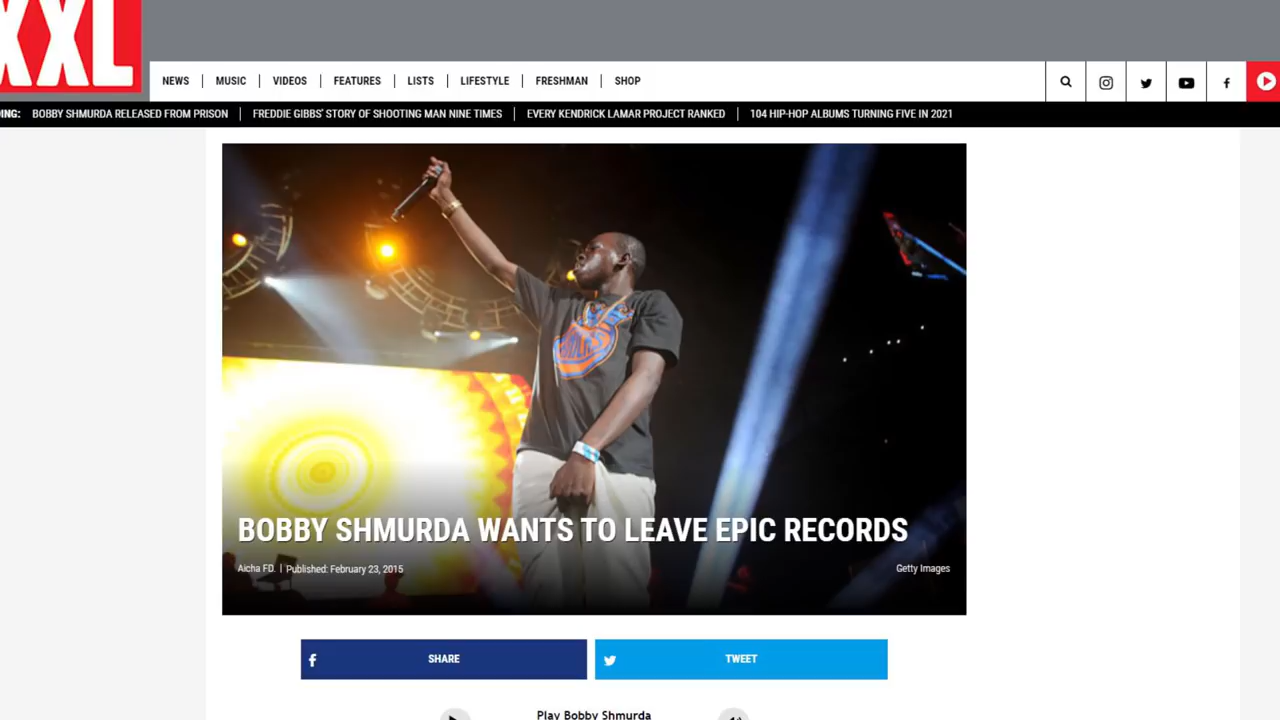 XXL
NEWS MUSIC VIDEOS FEATURES LISTS LIFESTYLE FRESHMAN SHOP
ING: BOBBY SHMURDA RELEASED FROM PRISON FREDDIE GIBBS' STORY OF SHOOTING MAN NINE TIMES EVERY KENDRICK LAMAR PROJECT RANKED 104 HIP-HOP ALBUMS TURNING FIVE IN 2021
BOBBY SHMURDA WANTS TO LEAVE EPIC RECORDS
Aicha FD. | Published: February 23, 2015 Getty Images
SHARE TWEET
Play Bobby Shmurda